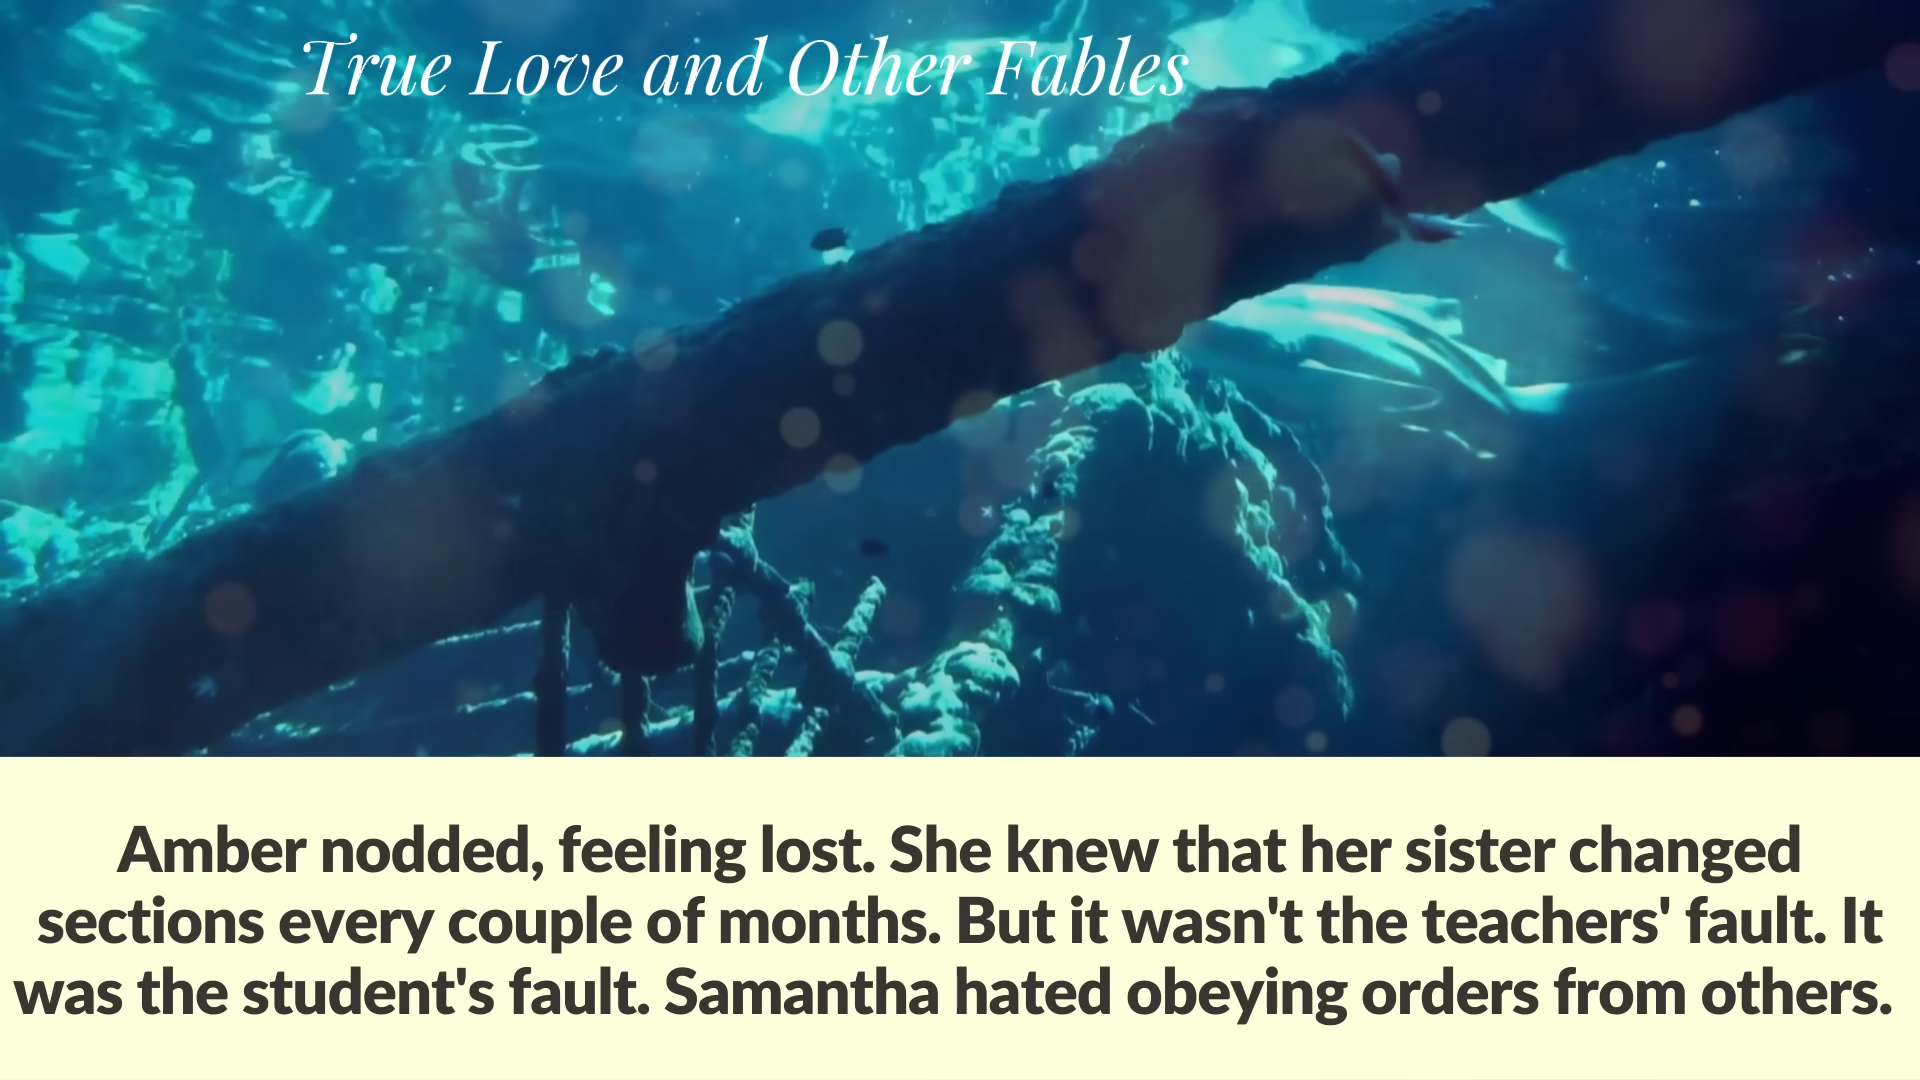 True Love and Other Fables
Amber nodded, feeling lost. She knew that her sister changed
sections every couple of months. But it wasn't the teachers' fault. It
was the student's fault. Samantha hated obeying orders from others.